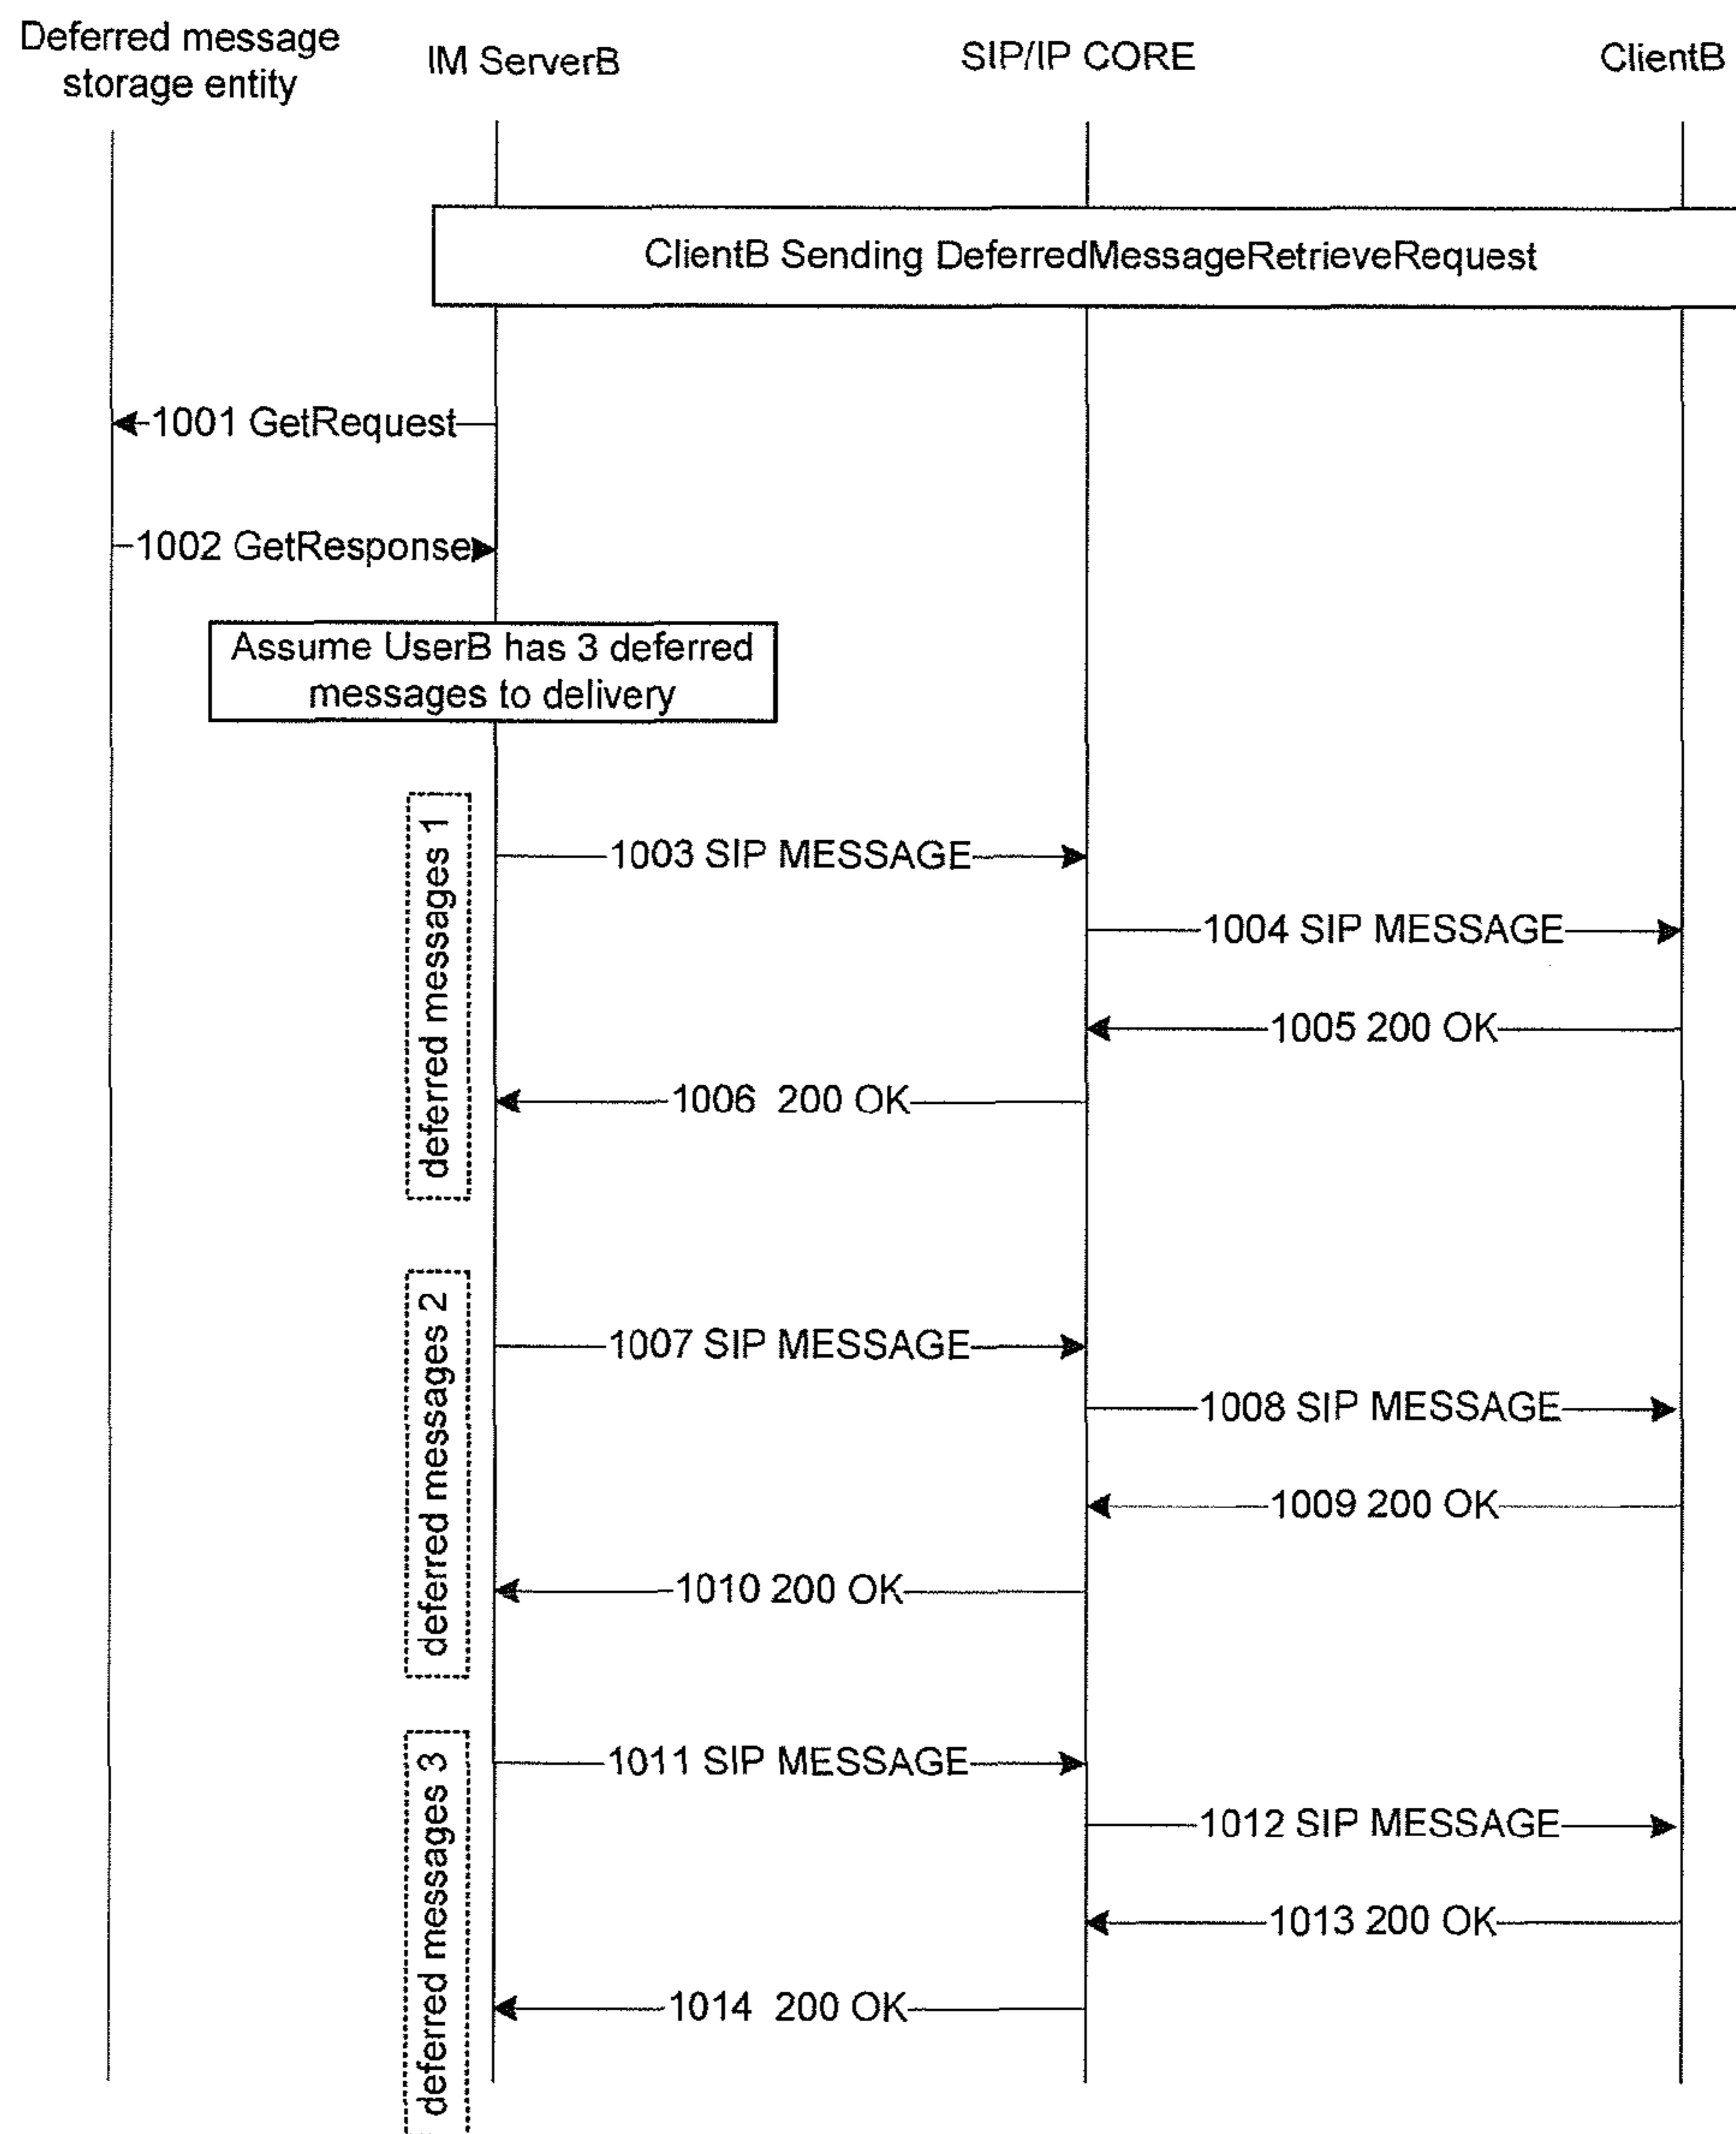 Deferred message
storage entity
IM ServerB
SIP/IP CORE
ClientB
ClientB Sending DeferredMessageRetrieveRequest
1001 GetRequest
1002 GetResponse
Assume UserB has 3 deferred
messages to delivery
deferred messages 1
1003 SIP MESSAGE
1004 SIP MESSAGE
1005 200 OK
1006 200 OK
deferred messages 2
1007 SIP MESSAGE
1008 SIP MESSAGE
1009 200 OK
1010 200 OK
deferred messages 3
1011 SIP MESSAGE
1012 SIP MESSAGE
1013 200 OK
1014 200 OK